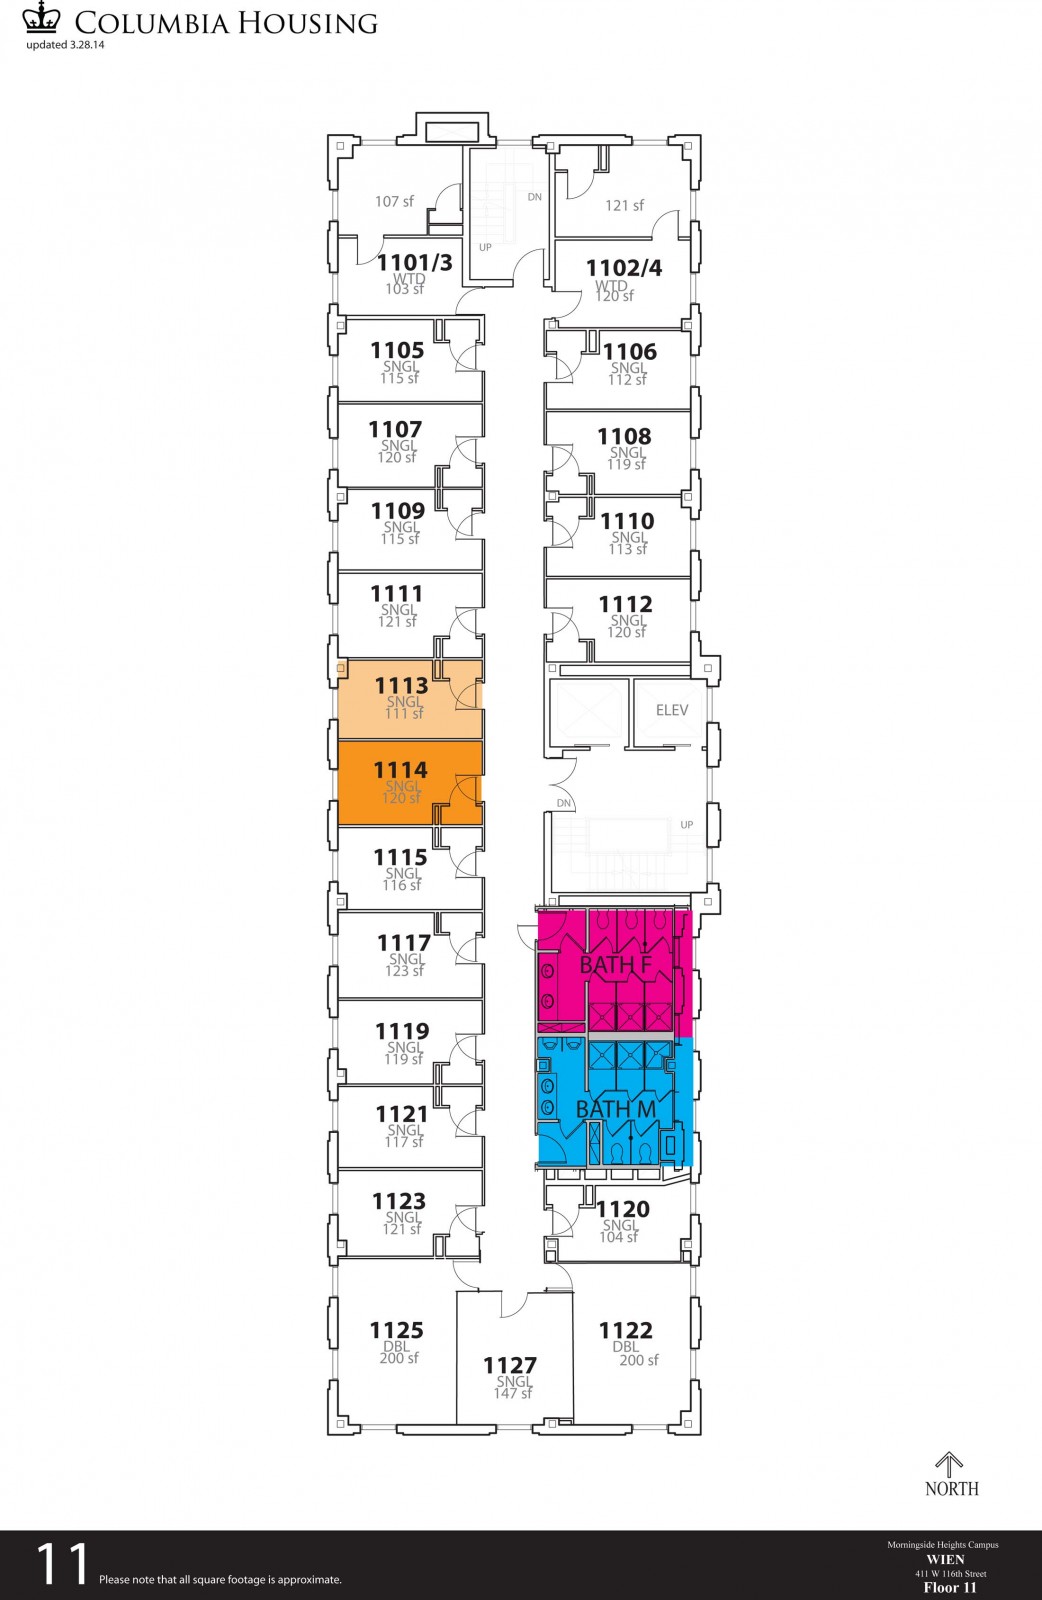 COLUMBIA HOUSING
updated 3.28.14
107 sf
DN
UP
121 sf
1101/3
WTD
103 sf
1102/4
WTD
120 sf
1105
SNGL
115 sf
1106
SNGL
112 sf
1107
SNGL
120 sf
1108
SNGL
119 sf
1109
SNGL
115 sf
1110
SNGL
113 sf
1111
SNGL
121 sf
1112
SNGL
120 sf
1113
SNGL
111 sf
ELEV
1114
SNGL
120 sf
DN
UP
1115
SNGL
116 sf
1117
SNGL
123 sf
BATH F
1119
SNGL
119 sf
1121
SNGL
117 sf
BATH M
1123
SNGL
121 sf
1120
SNGL
104 sf
1125
DBL
200 sf
1127
SNGL
147 sf
1122
DBL
200 sf
NORTH
11
Please note that all square footage is approximate.
Morningside Heights Campus
WIEN
411 W 116th Street
Floor 11